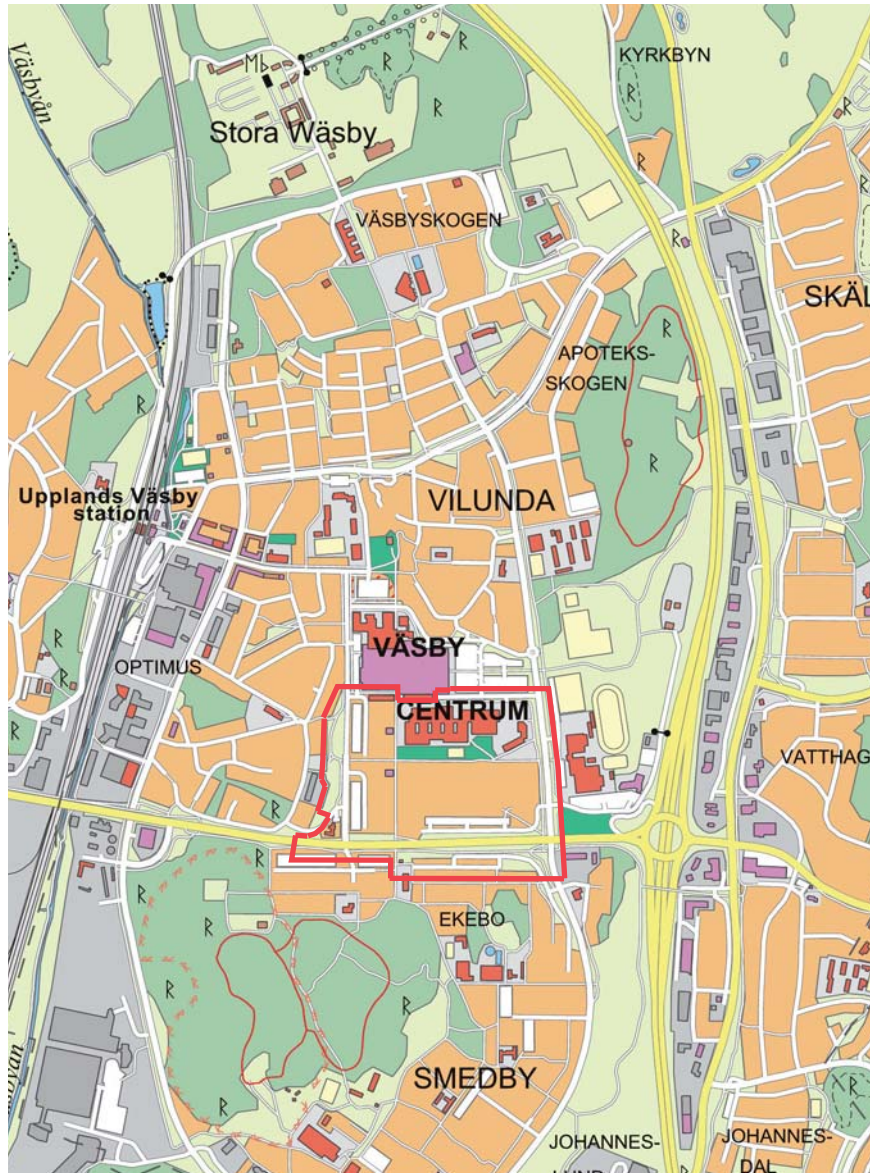 KYRKBYN
Väsbyån
Stora Wäsby
VÄSBYSKOGEN
SKÄL
APOTEKS-
SKOGEN
Upplands Väsby
station
VILUNDA
VÄSBY
OPTIMUS
CENTRUM
VATTHAG
EKEBO
SMEDBY
JOHANNES-
JOHANNES-
DAL